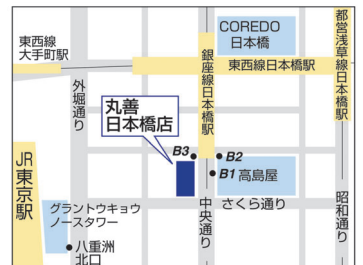 COREDO
日本橋
都営浅草線日本橋駅
東西線
大手町駅
銀座線日本橋駅
東西線日本橋駅
外堀通り
丸善
日本橋店
B3
B2
B1
高島屋
JR東京駅
グラントウキョウ
ノースタワー
中央通り
さくら通り
昭和通り
八重洲
北口